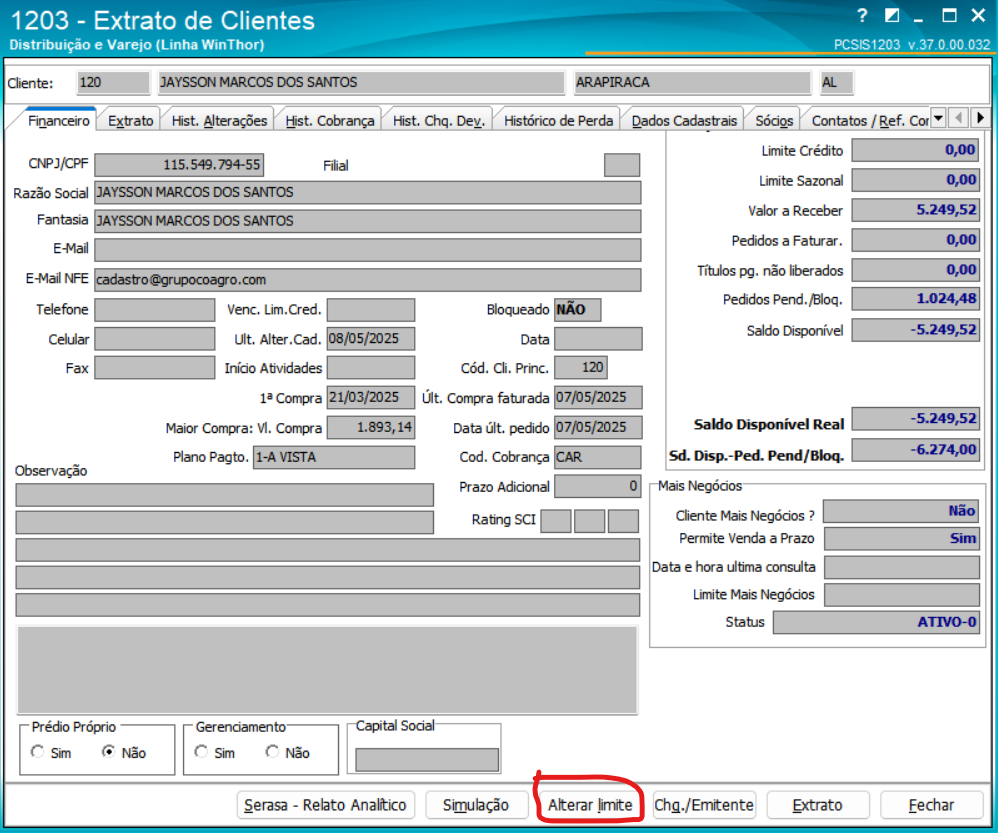 1203 - Extrato de Clientes
Distribuição e Varejo (Linha WinThor)
PCSIS1203 v.37.0.00.032
Cliente: 120 JAYSSON MARCOS DOS SANTOS ARAPIRACA AL
Financeiro Extrato Hist. Alterações Hist. Cobrança Hist. Chq. Dev. Histórico de Perda Dados Cadastrais Sócios Contatos / Ref. Cor
CNPJ/CPF 115.549.794-55 Filial
Razão Social JAYSSON MARCOS DOS SANTOS
Fantasia JAYSSON MARCOS DOS SANTOS
E-Mail
E-Mail NFE cadastro@grupocoagro.com
Telefone Venc. Lim.Cred. Bloqueado NÃO
Celular Ult. Alter.Cad. 08/05/2025 Data
Fax Início Atividades Cód. Cli. Princ. 120
1ª Compra 21/03/2025 Últ. Compra faturada 07/05/2025
Maior Compra: Vl. Compra 1.893,14 Data últ. pedido 07/05/2025
Plano Pagto. 1-A VISTA Cod. Cobrança CAR
Observação
Prazo Adicional 0
Rating SCI
Limite Crédito 0,00
Limite Sazonal 0,00
Valor a Receber 5.249,52
Pedidos a Faturar. 0,00
Títulos pg. não liberados 0,00
Pedidos Pend./Bloq. 1.024,48
Saldo Disponível -5.249,52
Saldo Disponível Real -5.249,52
Sd. Disp.-Ped. Pend/Bloq. -6.274,00
Mais Negócios
Cliente Mais Negócios ? Não
Permite Venda a Prazo Sim
Data e hora ultima consulta
Limite Mais Negócios
Status ATIVO-0
Prédio Próprio Gerenciamento Capital Social
Sim Não Sim Não
Serasa - Relato Analítico Simulação Alterar limite Chq./Emitente Extrato Fechar